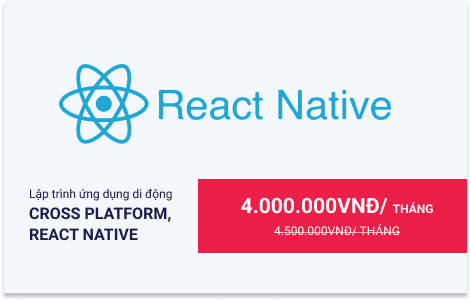 React Native
Lập trình ứng dụng di động
CROSS PLATFORM,
REACT NATIVE
4.000.000VNĐ/ THÁNG
4.500.000VNĐ/ THÁNG